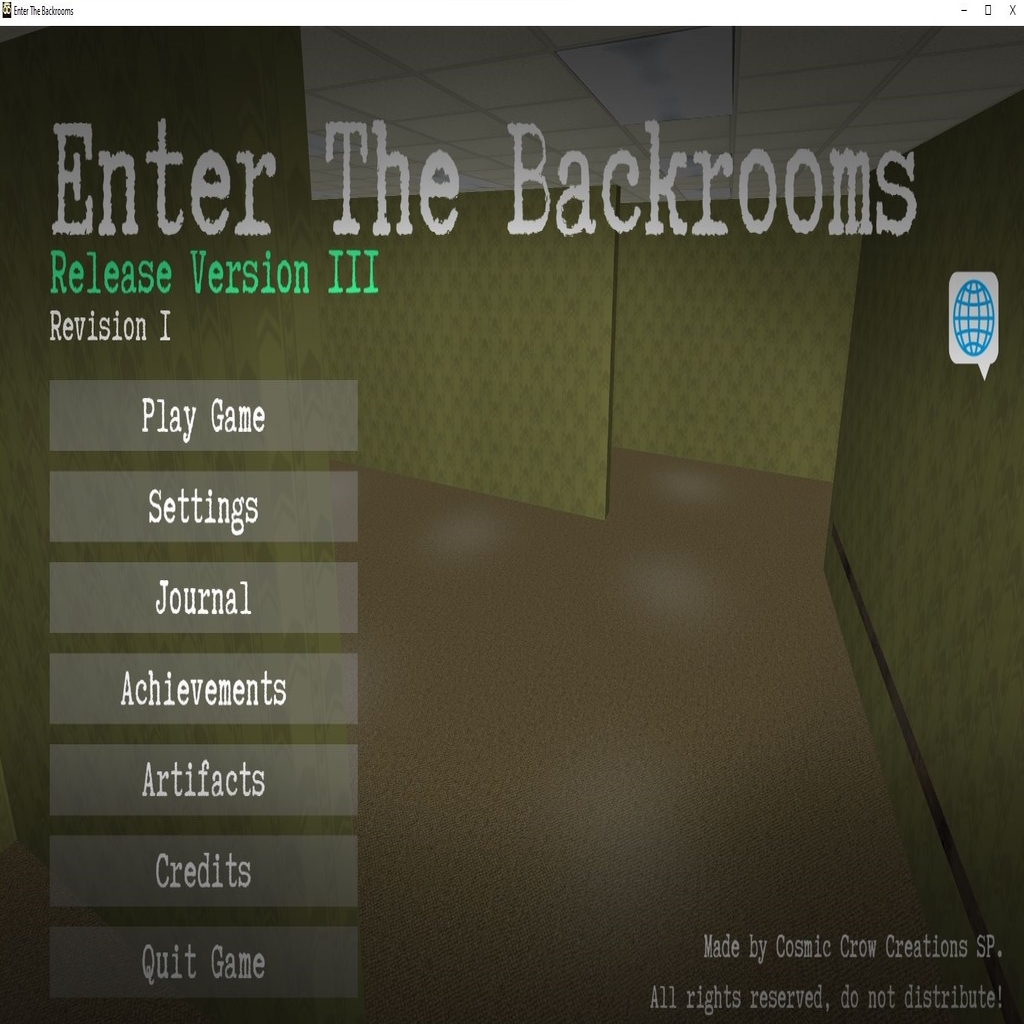 Enter The Backrooms
Enter The Backrooms
Release Version III
Revision I
Play Game
Settings
Journal
Achievements
Artifacts
Credits
Quit Game
Made by Cosmic Crow Creations SP.
All rights reserved, do not distribute!